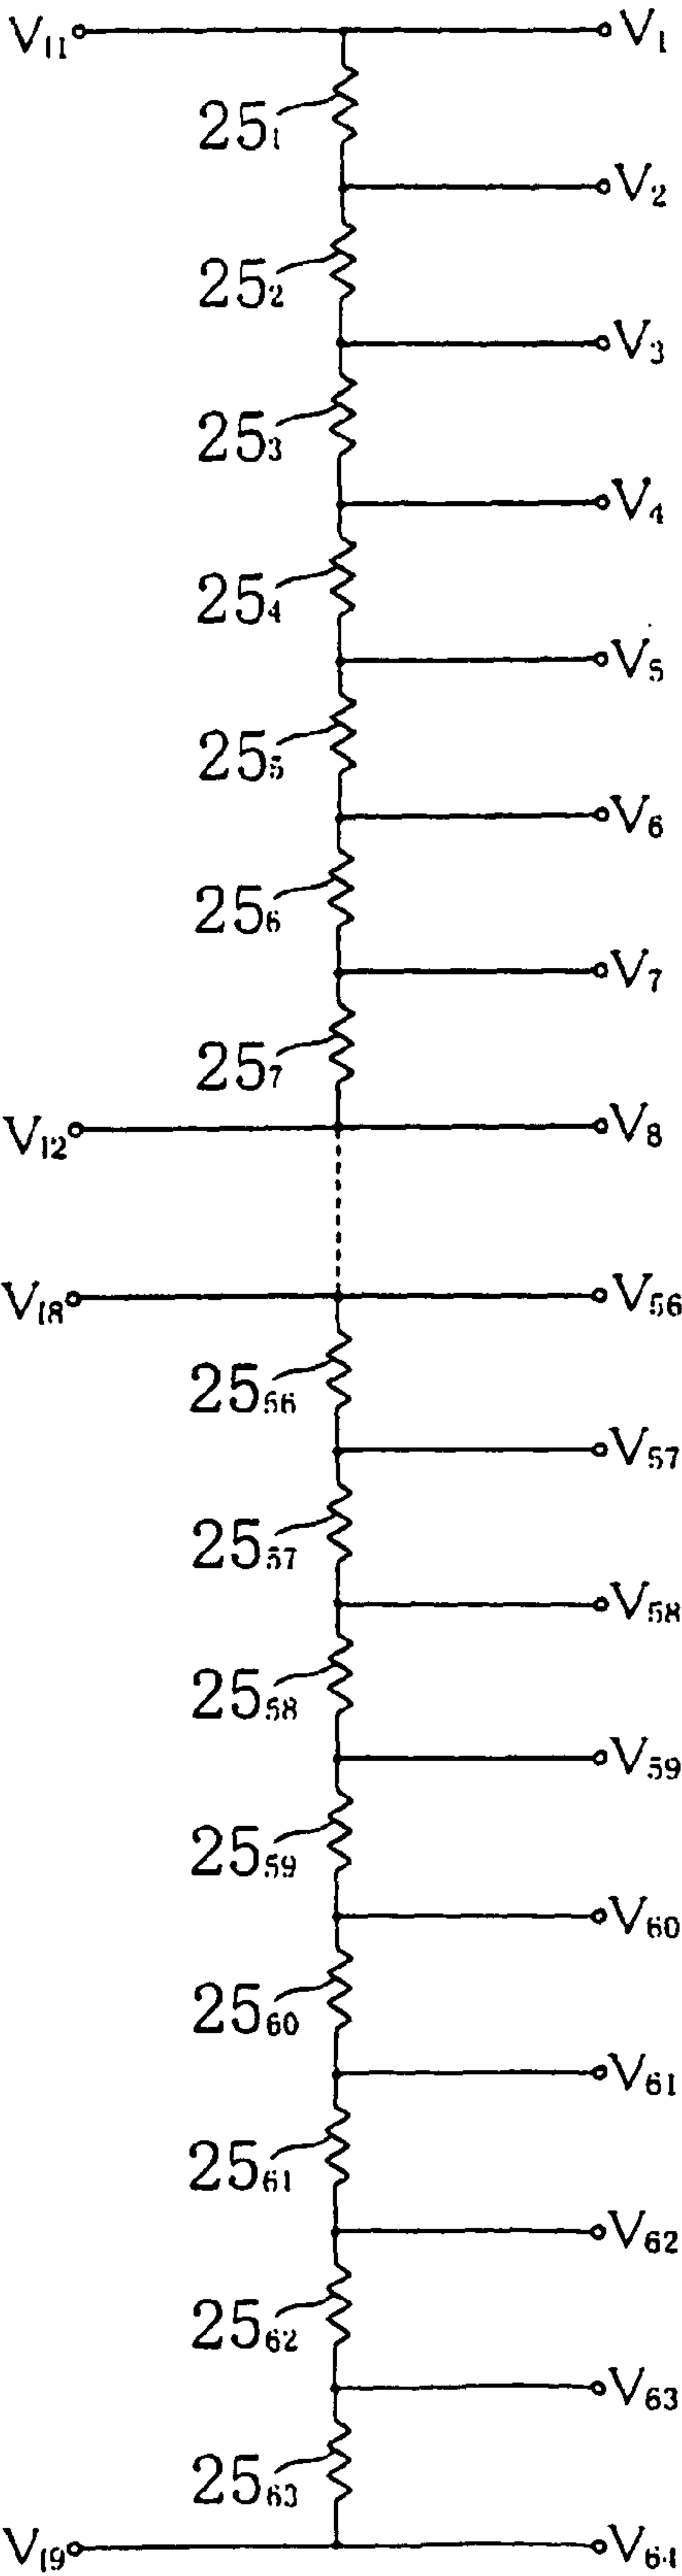 V₁₁ V₁
25₁
V₂
25₂
V₃
25₃
V₄
25₄
V₅
25₅
V₆
25₆
V₇
25₇
V₁₂ V₈
V₁₈ V₅₆
25₅₆
V₅₇
25₅₇
V₅₈
25₅₈
V₅₉
25₅₉
V₆₀
25₆₀
V₆₁
25₆₁
V₆₂
25₆₂
V₆₃
25₆₃
V₁₉ V₆₄